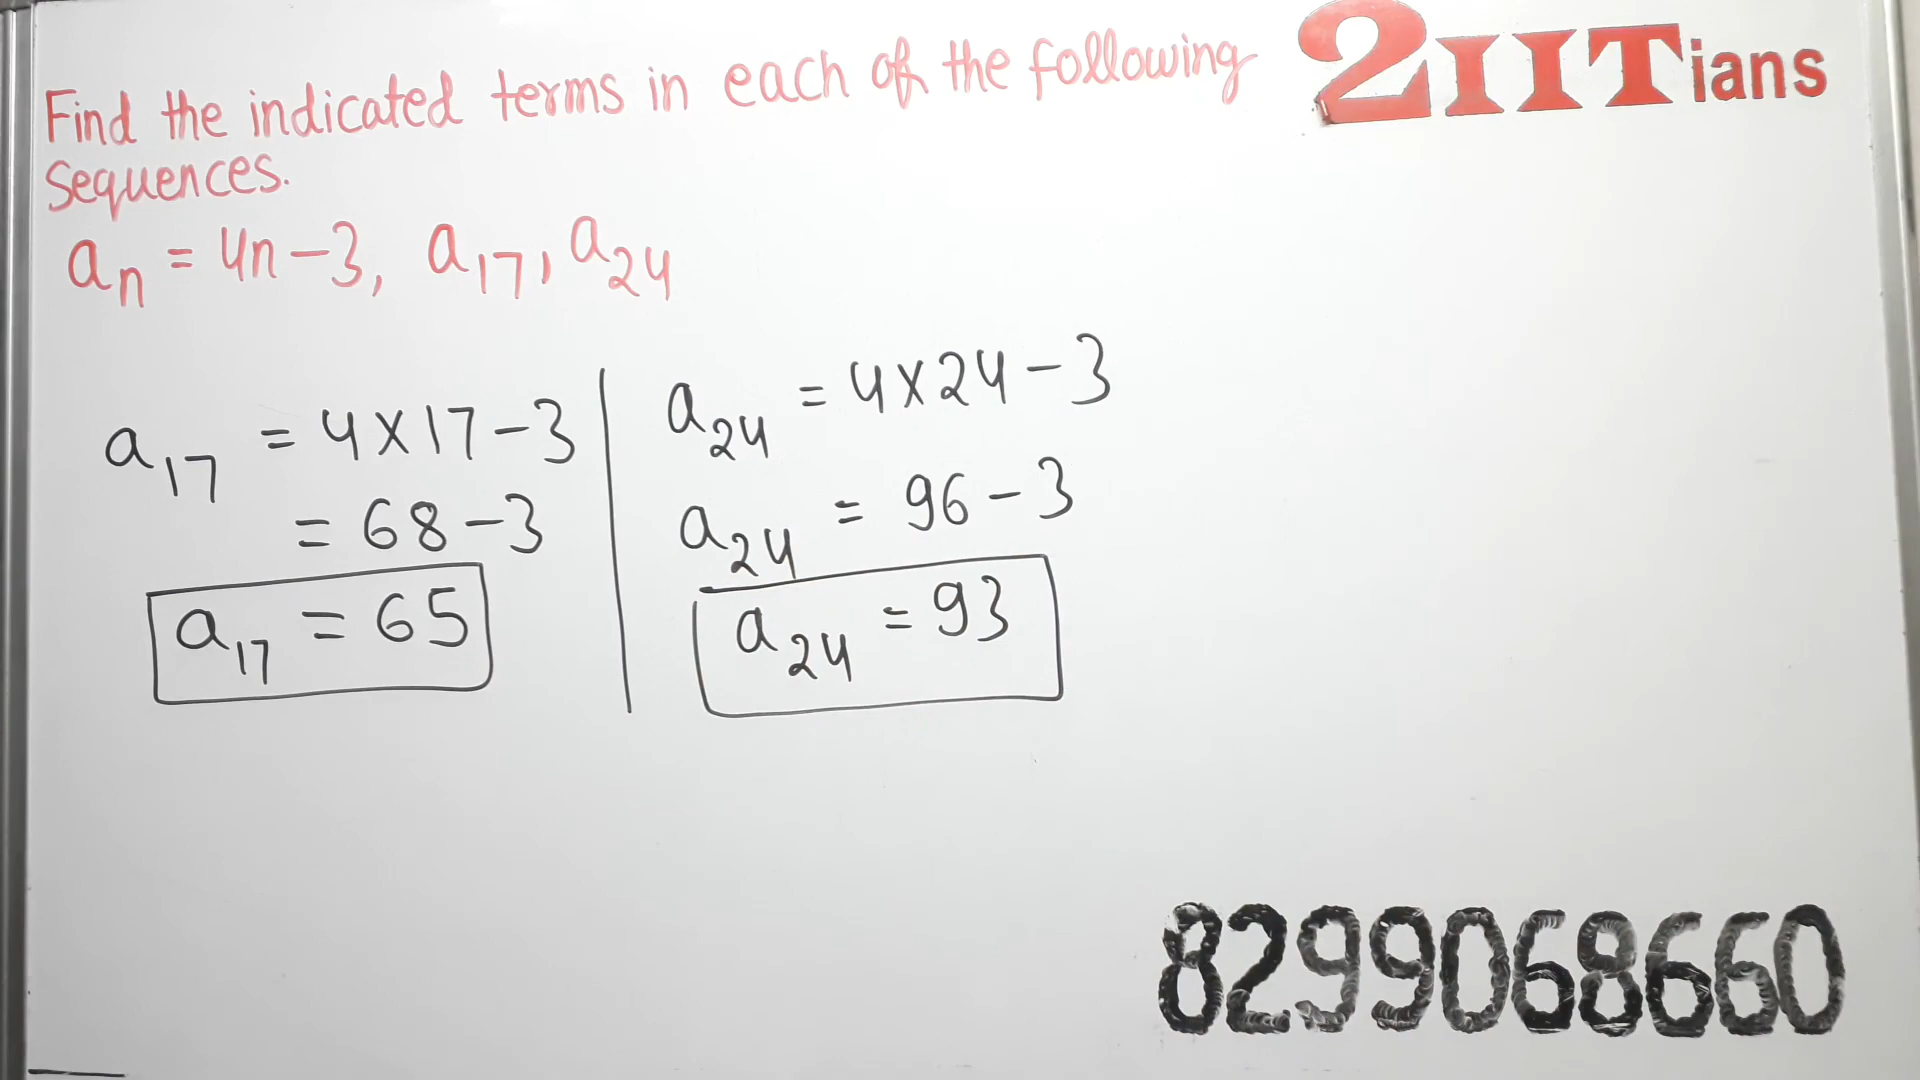 Find the indicated terms in each of the following
Sequences.
2IITians
aₙ = 4n-3, a₁₇, a₂₄
a₁₇ = 4×17-3
= 68-3
a₁₇ = 65
a₂₄ = 4×24-3
a₂₄ = 96-3
a₂₄ = 93
8299068660